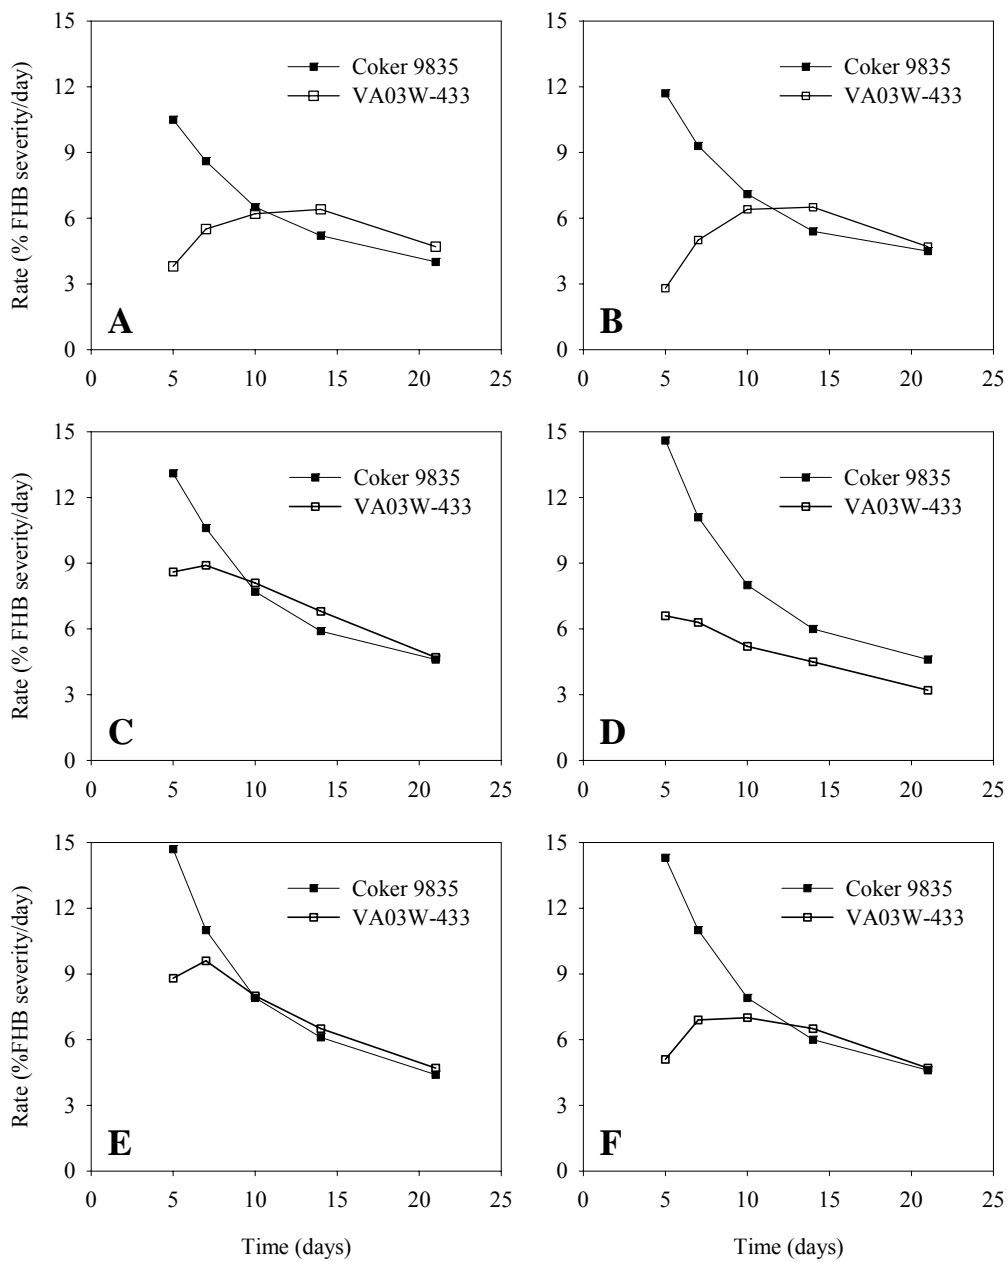 15
12
9
6
3
0
Rate (% FHB severity/day)
Coker 9835
VA03W-433
A
0 5 10 15 20 25
15
12
9
6
3
0
Coker 9835
VA03W-433
B
0 5 10 15 20 25
15
12
9
6
3
0
Rate (% FHB severity/day)
Coker 9835
VA03W-433
C
0 5 10 15 20 25
15
12
9
6
3
0
Coker 9835
VA03W-433
D
0 5 10 15 20 25
15
12
9
6
3
0
Rate (%FHB severity/day)
Coker 9835
VA03W-433
E
0 5 10 15 20 25
Time (days)
15
12
9
6
3
0
Coker 9835
VA03W-433
F
0 5 10 15 20 25
Time (days)